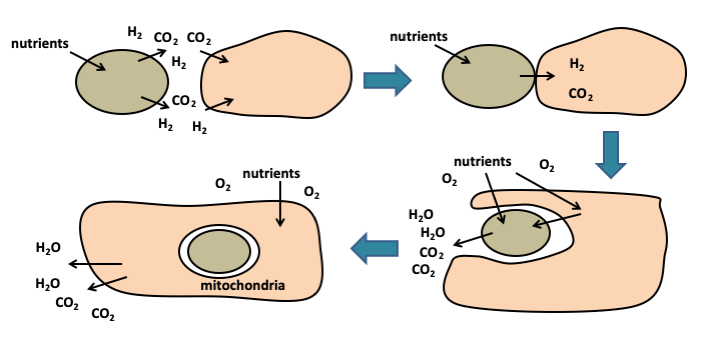 nutrients
H₂
CO₂
CO₂
H₂
CO₂
H₂
H₂
nutrients
H₂
CO₂
nutrients
O₂
O₂
H₂O
H₂O
CO₂
CO₂
nutrients
O₂
O₂
H₂O
H₂O
CO₂
CO₂
mitochondria